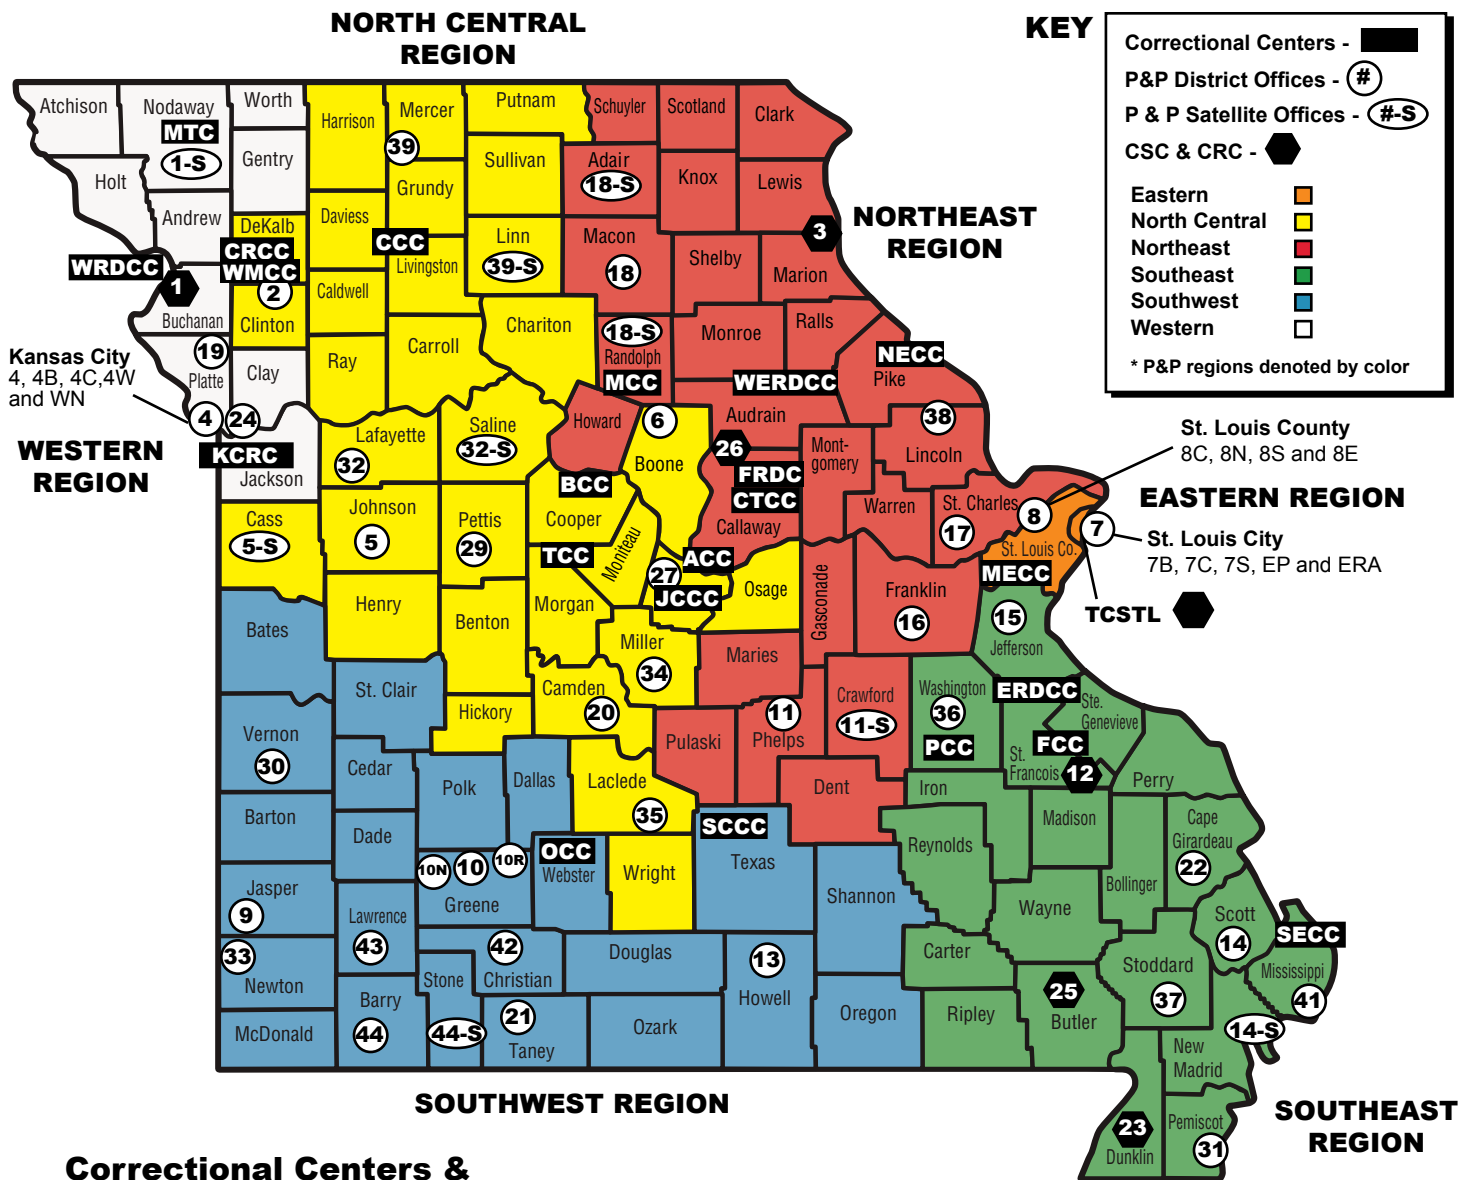 NORTH CENTRAL
REGION
KEY
Correctional Centers -
P&P District Offices - #
P & P Satellite Offices - #-S
CSC & CRC -
Eastern
North Central
Northeast
Southeast
Southwest
Western
* P&P regions denoted by color
Atchison
Nodaway
MTC
1-S
Worth
Harrison
Mercer
39
Putnam
Schuyler
Scotland
Clark
Holt
Gentry
Andrew
Grundy
Sullivan
Adair
18-S
Knox
Lewis
DeKalb
CRCC
WMCC
2
Clinton
Daviess
CCC
Livingston
Linn
39-S
Macon
18
Shelby
3
Marion
NORTHEAST
REGION
WRDCC
1
Buchanan
Caldwell
Chariton
18-S
Randolph
MCC
Monroe
Ralls
NECC
Pike
WERDCC
Audrain
Kansas City
4, 4B, 4C,4W
and WN
19
Platte
Clay
Ray
Carroll
4
24
KCRC
Jackson
WESTERN
REGION
Lafayette
32
Saline
32-S
Howard
6
Boone
26
FRDC
CTCC
Callaway
Mont-
gomery
38
Lincoln
Warren
St. Charles
17
St. Louis County
8C, 8N, 8S and 8E
EASTERN REGION
8
7
St. Louis City
7B, 7C, 7S, EP and ERA
St. Louis Co.
MECC
TCSTL
Cass
5-S
Johnson
5
Pettis
29
BCC
Cooper
TCC
Moniteau
27
ACC
JCCC
Osage
Gasconade
Franklin
16
15
Jefferson
Bates
Henry
Benton
Morgan
Miller
34
Maries
St. Clair
Hickory
Camden
20
Pulaski
11
Phelps
Crawford
11-S
Washington
36
PCC
ERDCC
Ste.
Genevieve
FCC
St.
Francois
12
Perry
Vernon
30
Cedar
Polk
Dallas
Laclede
35
Dent
Iron
Madison
Cape
Girardeau
22
Barton
Dade
10N
10
10R
Greene
OCC
Webster
Wright
SCCC
Texas
Reynolds
Bollinger
Jasper
9
Lawrence
43
Shannon
Wayne
Scott
14
SECC
Mississippi
41
33
Newton
Stone
42
Christian
Douglas
13
Howell
Carter
Stoddard
37
McDonald
Barry
44
44-S
21
Taney
Ozark
Oregon
Ripley
25
Butler
14-S
New
Madrid
SOUTHWEST REGION
23
Dunklin
Pemiscot
31
SOUTHEAST
REGION
Correctional Centers &